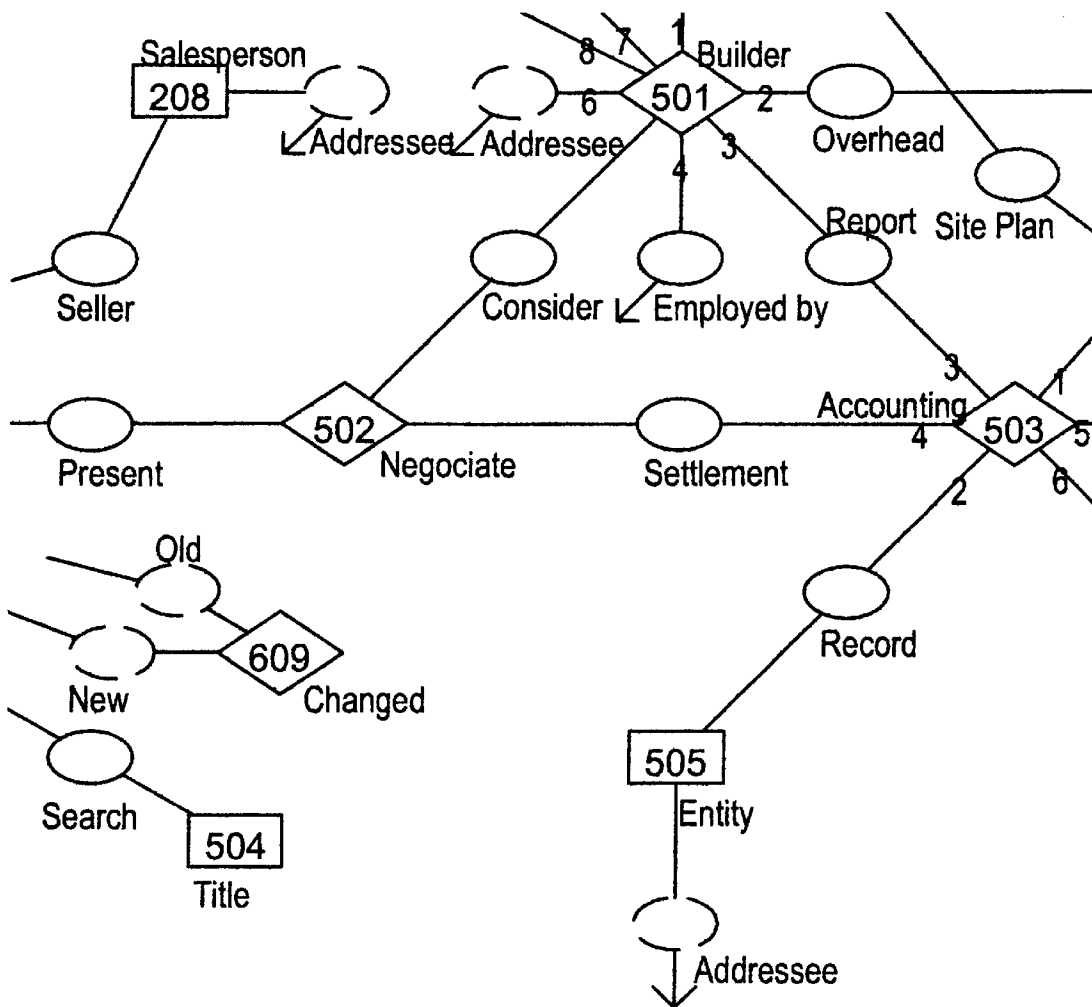 1
7
8
Builder
Salesperson
208
6
501
2
Addressee
Addressee
4
3
Overhead
Report
Site Plan
Seller
Consider
Employed by
3
1
Accounting
502
4
503
5
Present
Negociate
Settlement
2
6
Old
609
Record
New
Changed
505
Search
Entity
504
Title
Addressee